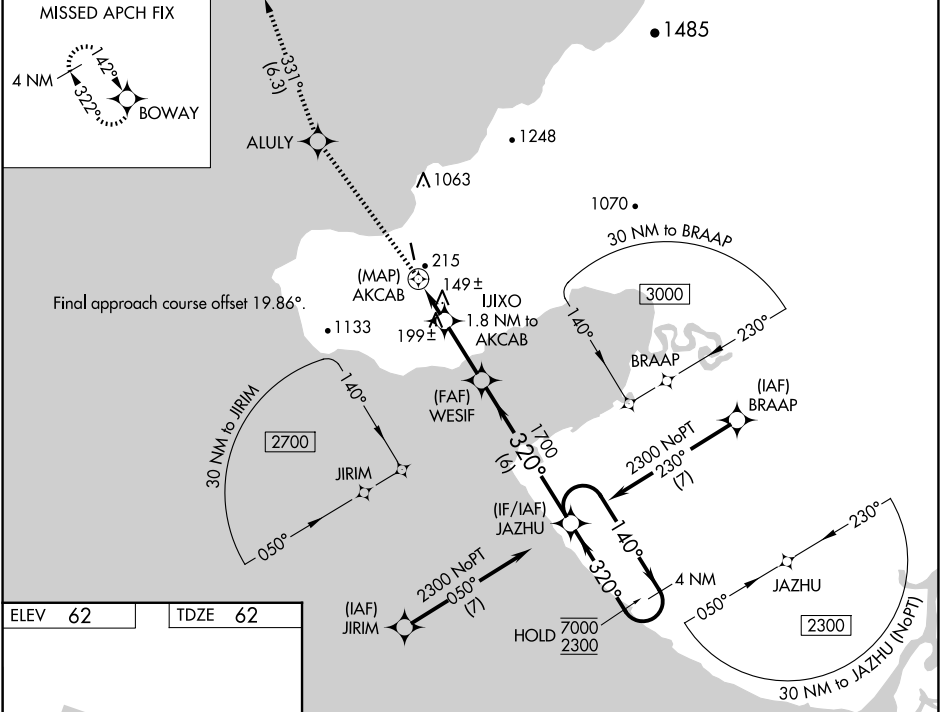 MISSED APCH FIX
4 NM
142°
322°
BOWAY
331°
(6.3)
ALULY
1485
1248
1063
1070
30 NM to BRAAP
3000
140°
230°
BRAAP
215
(MAP)
AKCAB
149±
IJIXO
1.8 NM to
AKCAB
199±
Final approach course offset 19.86°.
1133
(FAF)
WESIF
(IAF)
BRAAP
30 NM to JIRIM
2700
140°
JIRIM
050°
1700
320°
(6)
2300 NoPT
230°
(7)
(IF/IAF)
JAZHU
140°
320°
4 NM
HOLD
7000
2300
2300 NoPT
050°
(7)
(IAF)
JIRIM
230°
JAZHU
050°
2300
30 NM to JAZHU (NoPT)
ELEV 62
TDZE 62